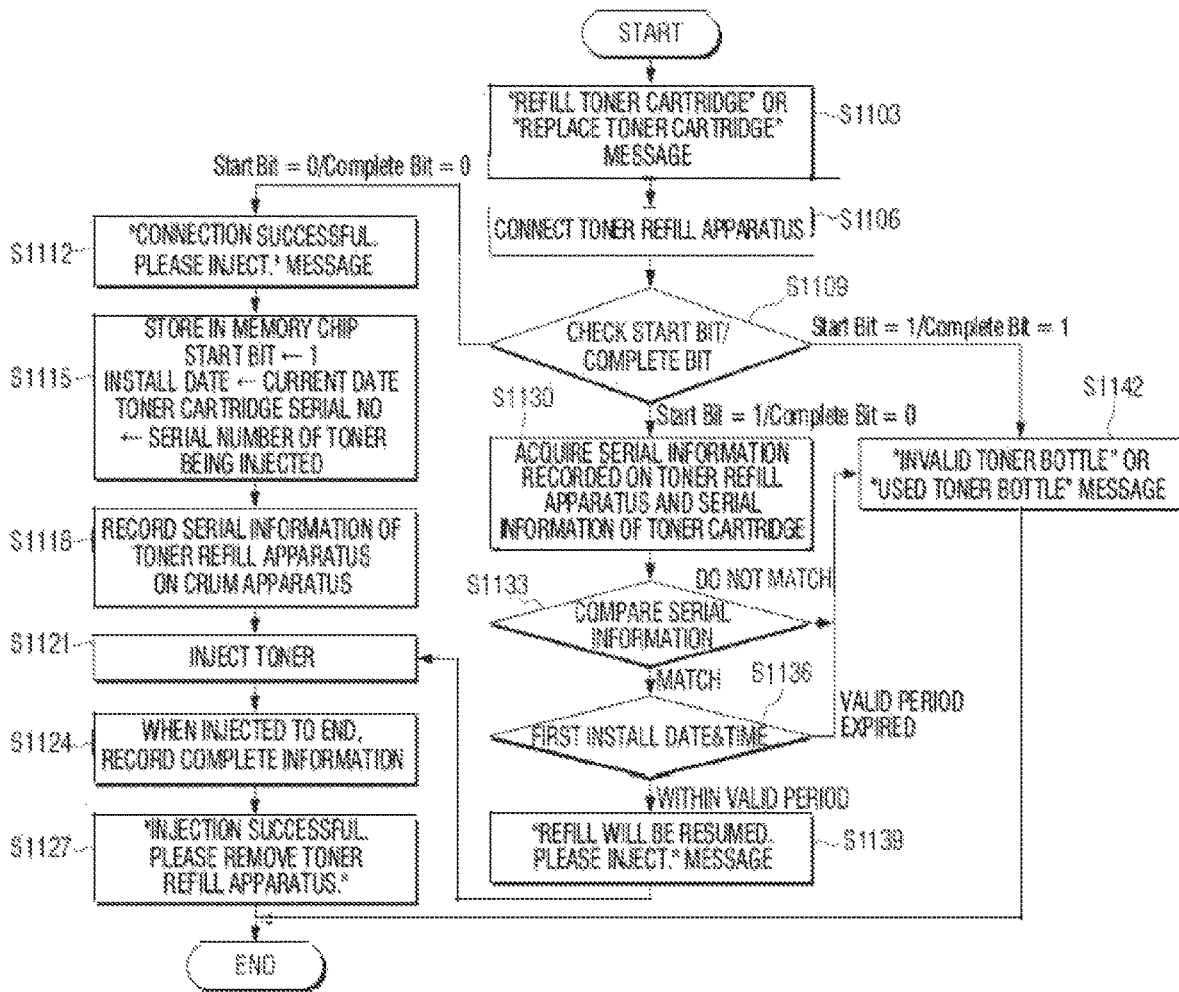 START
"REFILL TONER CARTRIDGE" OR
"REPLACE TONER CARTRIDGE"
MESSAGE
S1103
CONNECT TONER REFILL APPARATUS
S1106
CHECK START BIT/
COMPLETE BIT
S1109
Start Bit = 0/Complete Bit = 0
Start Bit = 1/Complete Bit = 1
Start Bit = 1/Complete Bit = 0
S1112
"CONNECTION SUCCESSFUL.
PLEASE INJECT." MESSAGE
S1115
STORE IN MEMORY CHIP
START BIT ← 1
INSTALL DATE ← CURRENT DATE
TONER CARTRIDGE SERIAL NO
← SERIAL NUMBER OF TONER
BEING INJECTED
S1118
RECORD SERIAL INFORMATION OF
TONER REFILL APPARATUS
ON CRUM APPARATUS
S1121
INJECT TONER
S1124
WHEN INJECTED TO END,
RECORD COMPLETE INFORMATION
S1127
"INJECTION SUCCESSFUL.
PLEASE REMOVE TONER
REFILL APPARATUS."
END
S1130
ACQUIRE SERIAL INFORMATION
RECORDED ON TONER REFILL
APPARATUS AND SERIAL
INFORMATION OF TONER CARTRIDGE
S1133
COMPARE SERIAL
INFORMATION
DO NOT MATCH
MATCH
S1136
FIRST INSTALL DATE&TIME
VALID PERIOD
EXPIRED
WITHIN VALID PERIOD
"REFILL WILL BE RESUMED.
PLEASE INJECT." MESSAGE
S1139
S1142
"INVALID TONER BOTTLE" OR
"USED TONER BOTTLE" MESSAGE